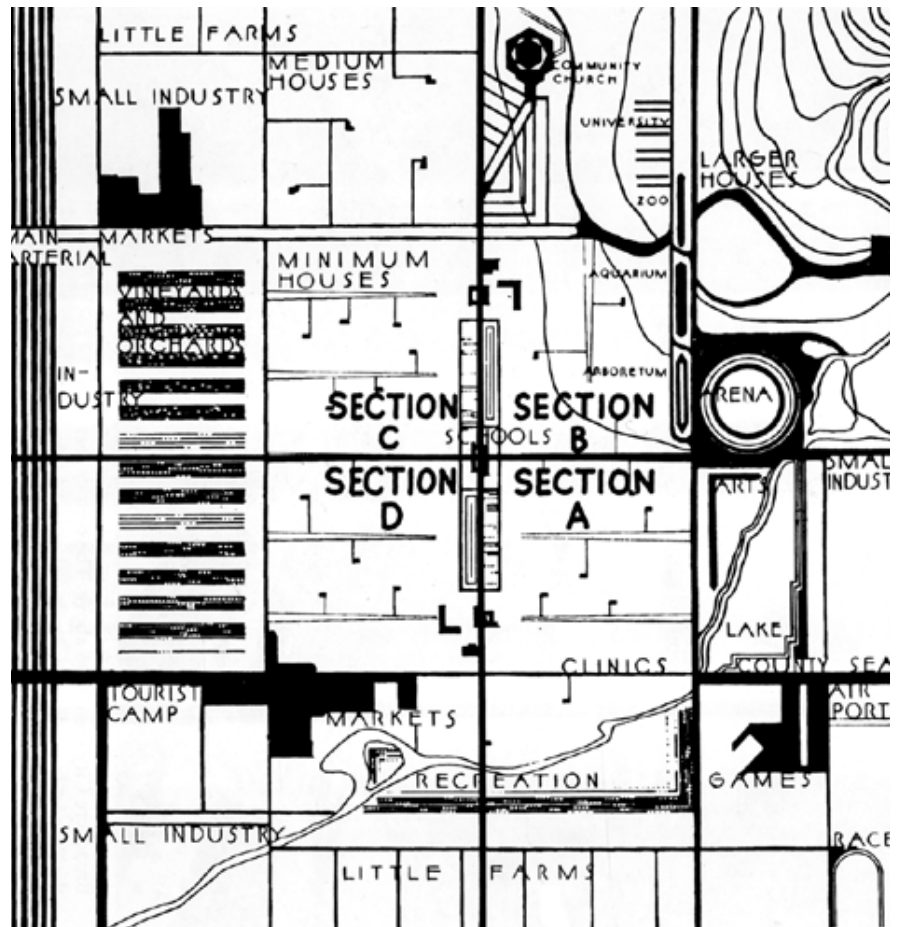 LITTLE FARMS
MEDIUM
HOUSES
COMMUNITY
CHURCH
SMALL INDUSTRY
UNIVERSITY
LARGER
HOUSES
ZOO
MAIN
ARTERIAL
MARKETS
MINIMUM
HOUSES
AQUARIUM
VINEYARDS
AND
ORCHARDS
IN-
DUSTRY
ARBORETUM
ARENA
SECTION
C
SECTION
B
SCHOOLS
SECTION
D
SECTION
A
ARTS
SMAL
INDUST
LAKE
CLINICS
COUNTY SEA
TOURIST
CAMP
MARKETS
AIR
PORT
RECREATION
GAMES
SMALL INDUSTRY
RACE
LITTLE FARMS